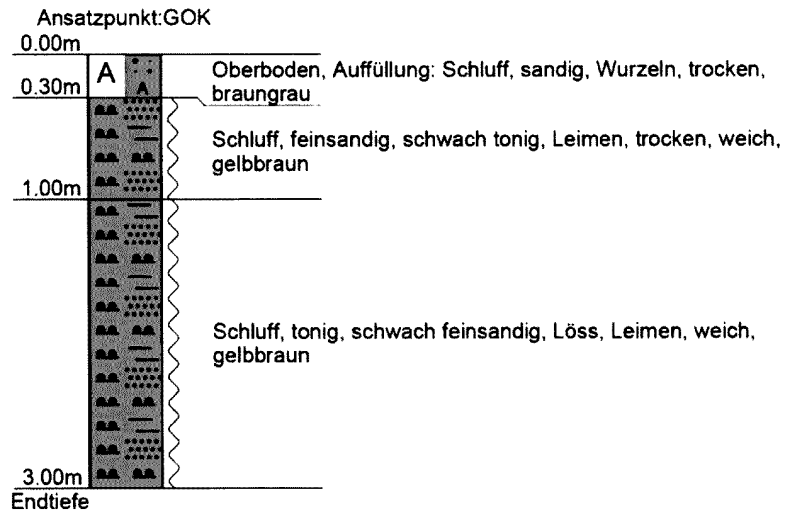 Ansatzpunkt:GOK
0.00m
A
A
Oberboden, Auffüllung: Schluff, sandig, Wurzeln, trocken,
braungrau
0.30m
Schluff, feinsandig, schwach tonig, Leimen, trocken, weich,
gelbbraun
1.00m
Schluff, tonig, schwach feinsandig, Löss, Leimen, weich,
gelbbraun
3.00m
Endtiefe